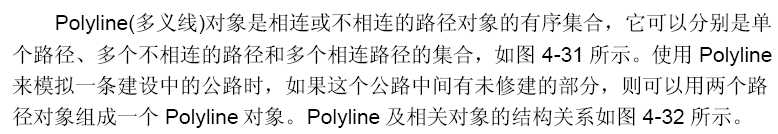 Polyline(多义线)对象是相连或不相连的路径对象的有序集合，它可以分别是单
个路径、多个不相连的路径和多个相连路径的集合，如图 4-31 所示。使用 Polyline
来模拟一条建设中的公路时，如果这个公路中间有未修建的部分，则可以用两个路
径对象组成一个 Polyline 对象。Polyline 及相关对象的结构关系如图 4-32 所示。